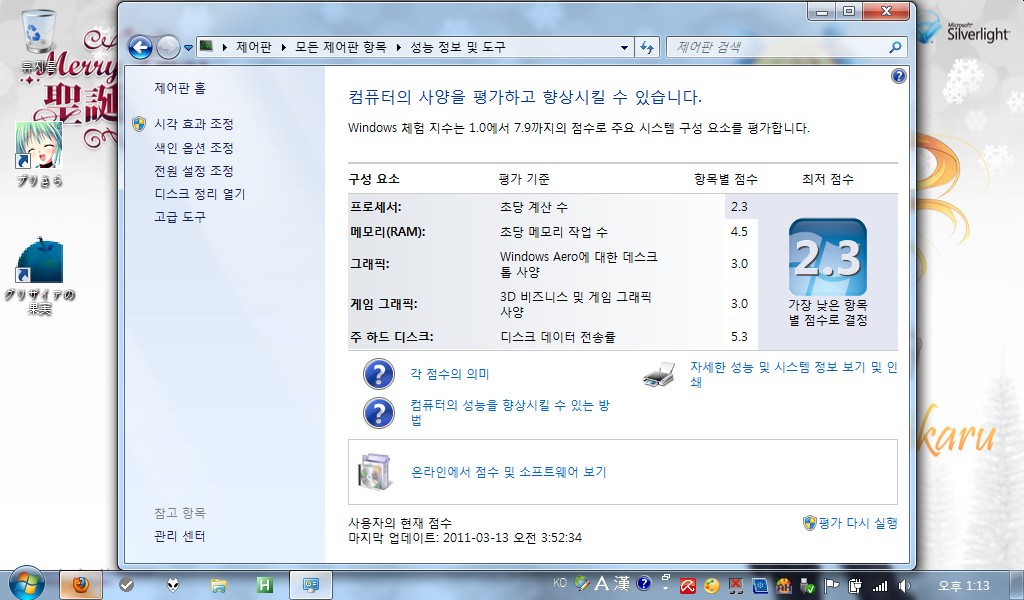 Microsoft®
Silverlight™
휴지통
Merry
聖誕
제어판 ▸ 모든 제어판 항목 ▸ 성능 정보 및 도구
제어판 검색
제어판 홈
시각 효과 조정
색인 옵션 조정
전원 설정 조정
디스크 정리 열기
고급 도구
プリきら
グリザイアの
果実
컴퓨터의 사양을 평가하고 향상시킬 수 있습니다.
Windows 체험 지수는 1.0에서 7.9까지의 점수로 주요 시스템 구성 요소를 평가합니다.
구성 요소 평가 기준 항목별 점수 최저 점수
프로세서: 초당 계산 수 2.3
메모리(RAM): 초당 메모리 작업 수 4.5
그래픽: Windows Aero에 대한 데스크
톱 사양 3.0
게임 그래픽: 3D 비즈니스 및 게임 그래픽
사양 3.0
주 하드 디스크: 디스크 데이터 전송률 5.3
2.3
가장 낮은 항목
별 점수로 결정
각 점수의 의미
자세한 성능 및 시스템 정보 보기 및 인
쇄
컴퓨터의 성능을 향상시킬 수 있는 방
법
온라인에서 점수 및 소프트웨어 보기
karu
참고 항목
관리 센터
사용자의 현재 점수
마지막 업데이트: 2011-03-13 오전 3:52:34
평가 다시 실행
KO A 漢
오후 1:13